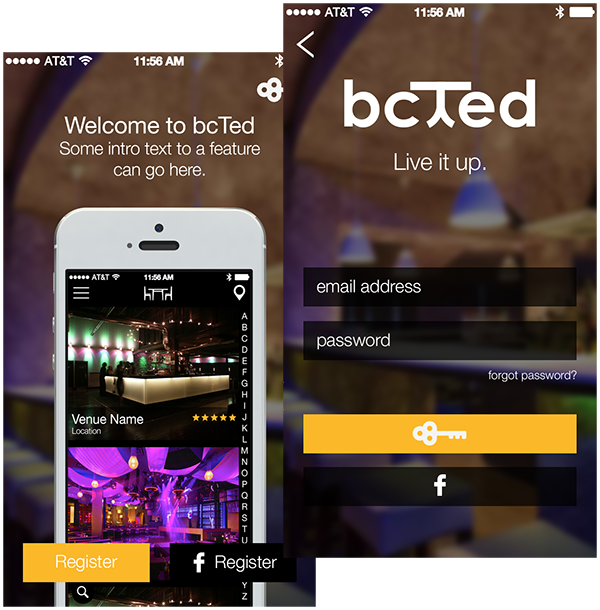 AT&T
11:56 AM
Welcome to bcTed
Some intro text to a feature
can go here.
AT&T
11:56 AM
bcTed
A
B
C
D
E
F
G
H
I
J
K
L
M
N
O
P
Q
R
S
T
U
Y
Z
Venue Name
Location
Register
f Register
AT&T
11:56 AM
bcTed
Live it up.
email address
password
forgot password?
f